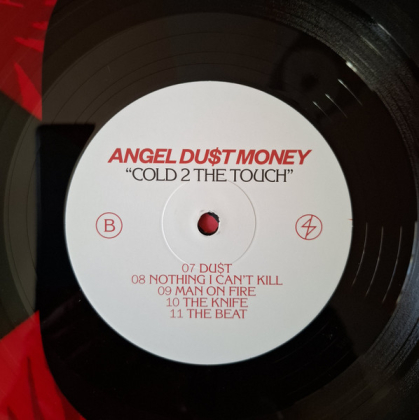 ANGEL DU$T MONEY
“COLD 2 THE TOUCH”
B
07 DU$T
08 NOTHING I CAN'T KILL
09 MAN ON FIRE
10 THE KNIFE
11 THE BEAT